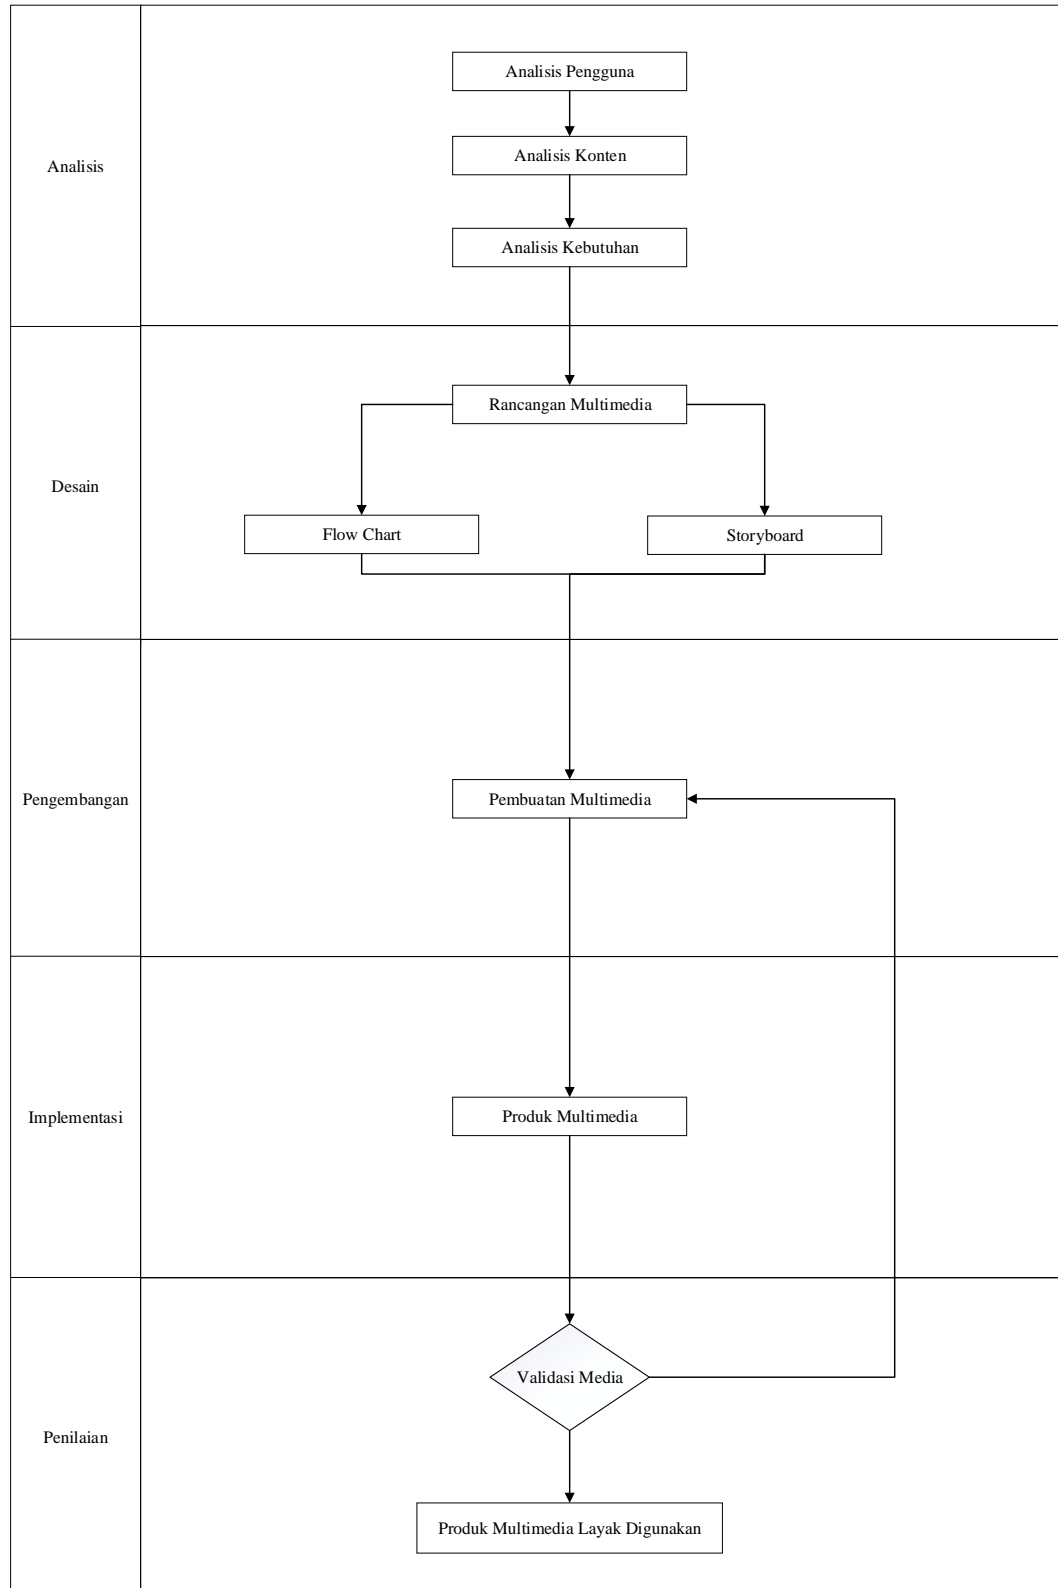 Analisis
Analisis Pengguna
Analisis Konten
Analisis Kebutuhan
Desain
Rancangan Multimedia
Flow Chart
Storyboard
Pengembangan
Pembuatan Multimedia
Implementasi
Produk Multimedia
Penilaian
Validasi Media
Produk Multimedia Layak Digunakan